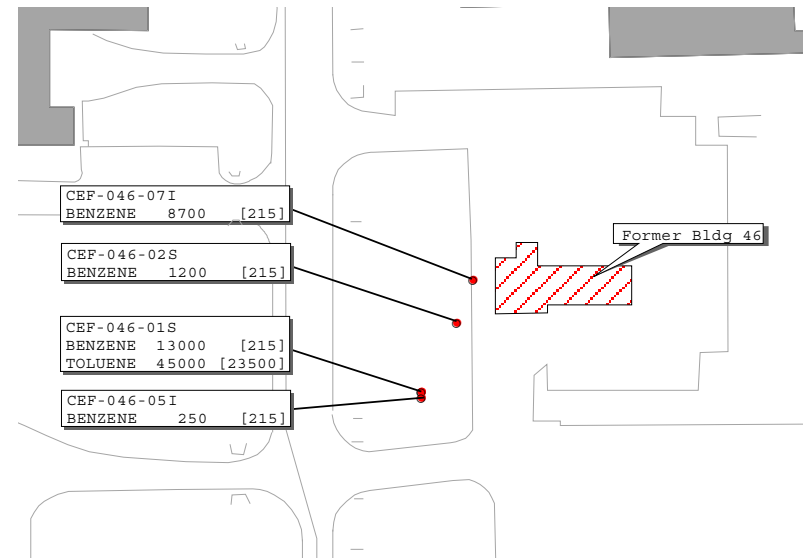 CEF-046-07I
BENZENE 8700 [215]
Former Bldg 46
CEF-046-02S
BENZENE 1200 [215]
CEF-046-01S
BENZENE 13000 [215]
TOLUENE 45000 [23500]
CEF-046-05I
BENZENE 250 [215]